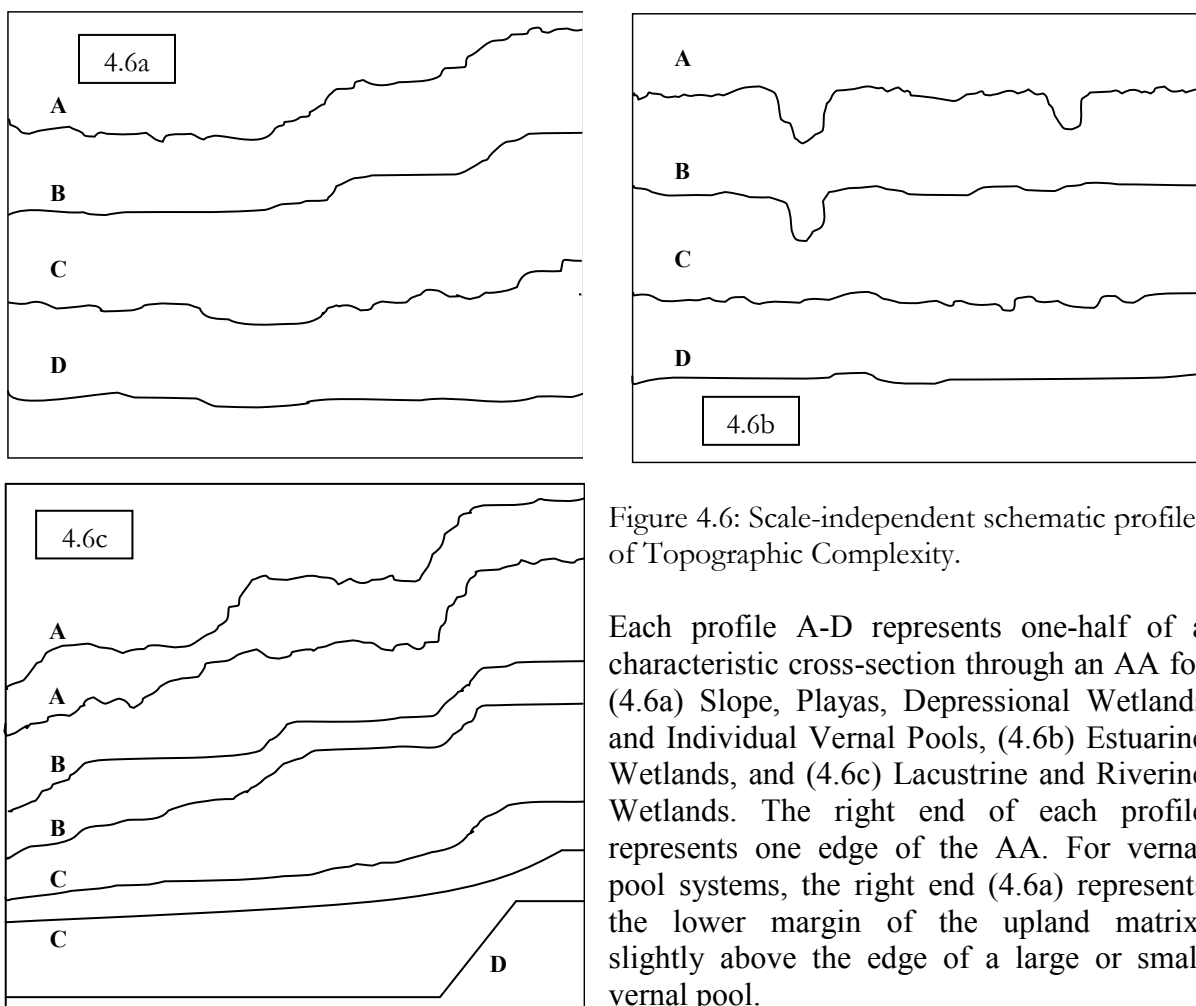 4.6a
A
B
C
D
A
B
C
D
4.6b
4.6c
A
A
B
B
C
C
D
Figure 4.6: Scale-independent schematic profile
of Topographic Complexity.
Each profile A-D represents one-half of a
characteristic cross-section through an AA fo
(4.6a) Slope, Playas, Depressional Wetlands
and Individual Vernal Pools, (4.6b) Estuarine
Wetlands, and (4.6c) Lacustrine and Riverine
Wetlands. The right end of each profile
represents one edge of the AA. For verna
pool systems, the right end (4.6a) represents
the lower margin of the upland matrix
slightly above the edge of a large or small
vernal pool.